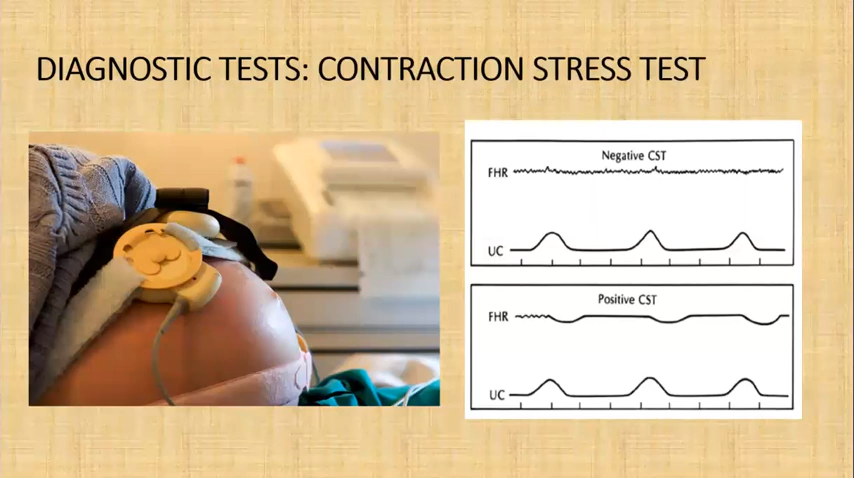 DIAGNOSTIC TESTS: CONTRACTION STRESS TEST
Negative CST
FHR
UC
Positive CST
FHR
UC